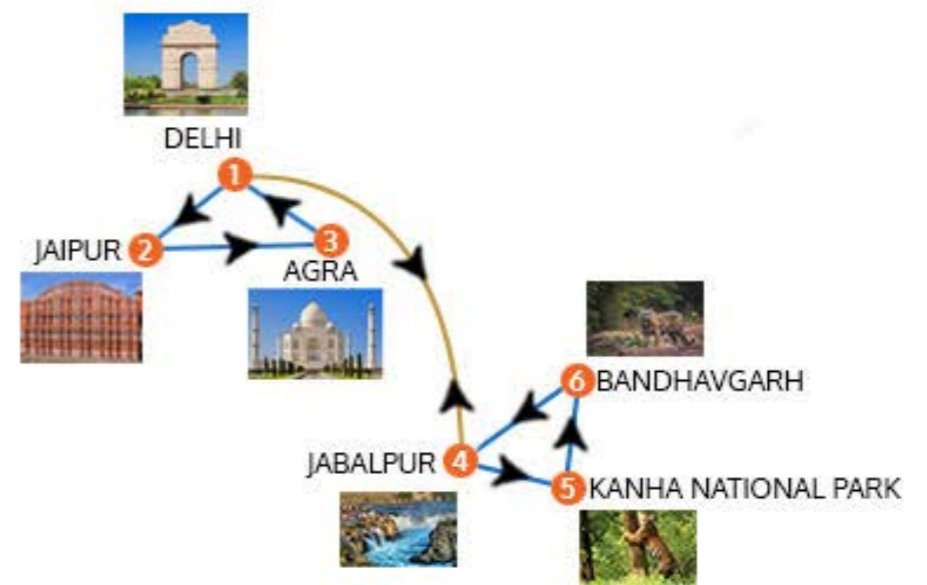 DELHI
1
JAIPUR 2
3
AGRA
6 BANDHAVGARH
JABALPUR 4
5 KANHA NATIONAL PARK